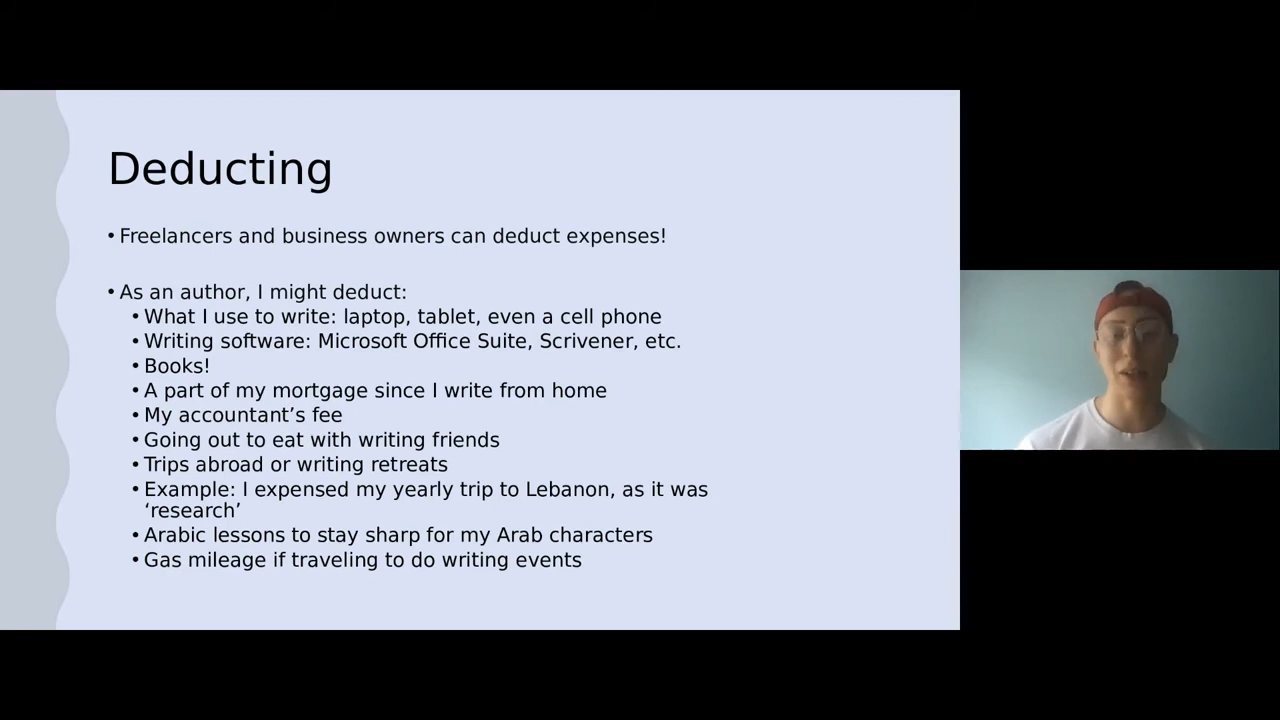 Deducting
• Freelancers and business owners can deduct expenses!
• As an author, I might deduct:
• What I use to write: laptop, tablet, even a cell phone
• Writing software: Microsoft Office Suite, Scrivener, etc.
• Books!
• A part of my mortgage since I write from home
• My accountant’s fee
• Going out to eat with writing friends
• Trips abroad or writing retreats
• Example: I expensed my yearly trip to Lebanon, as it was
‘research’
• Arabic lessons to stay sharp for my Arab characters
• Gas mileage if traveling to do writing events